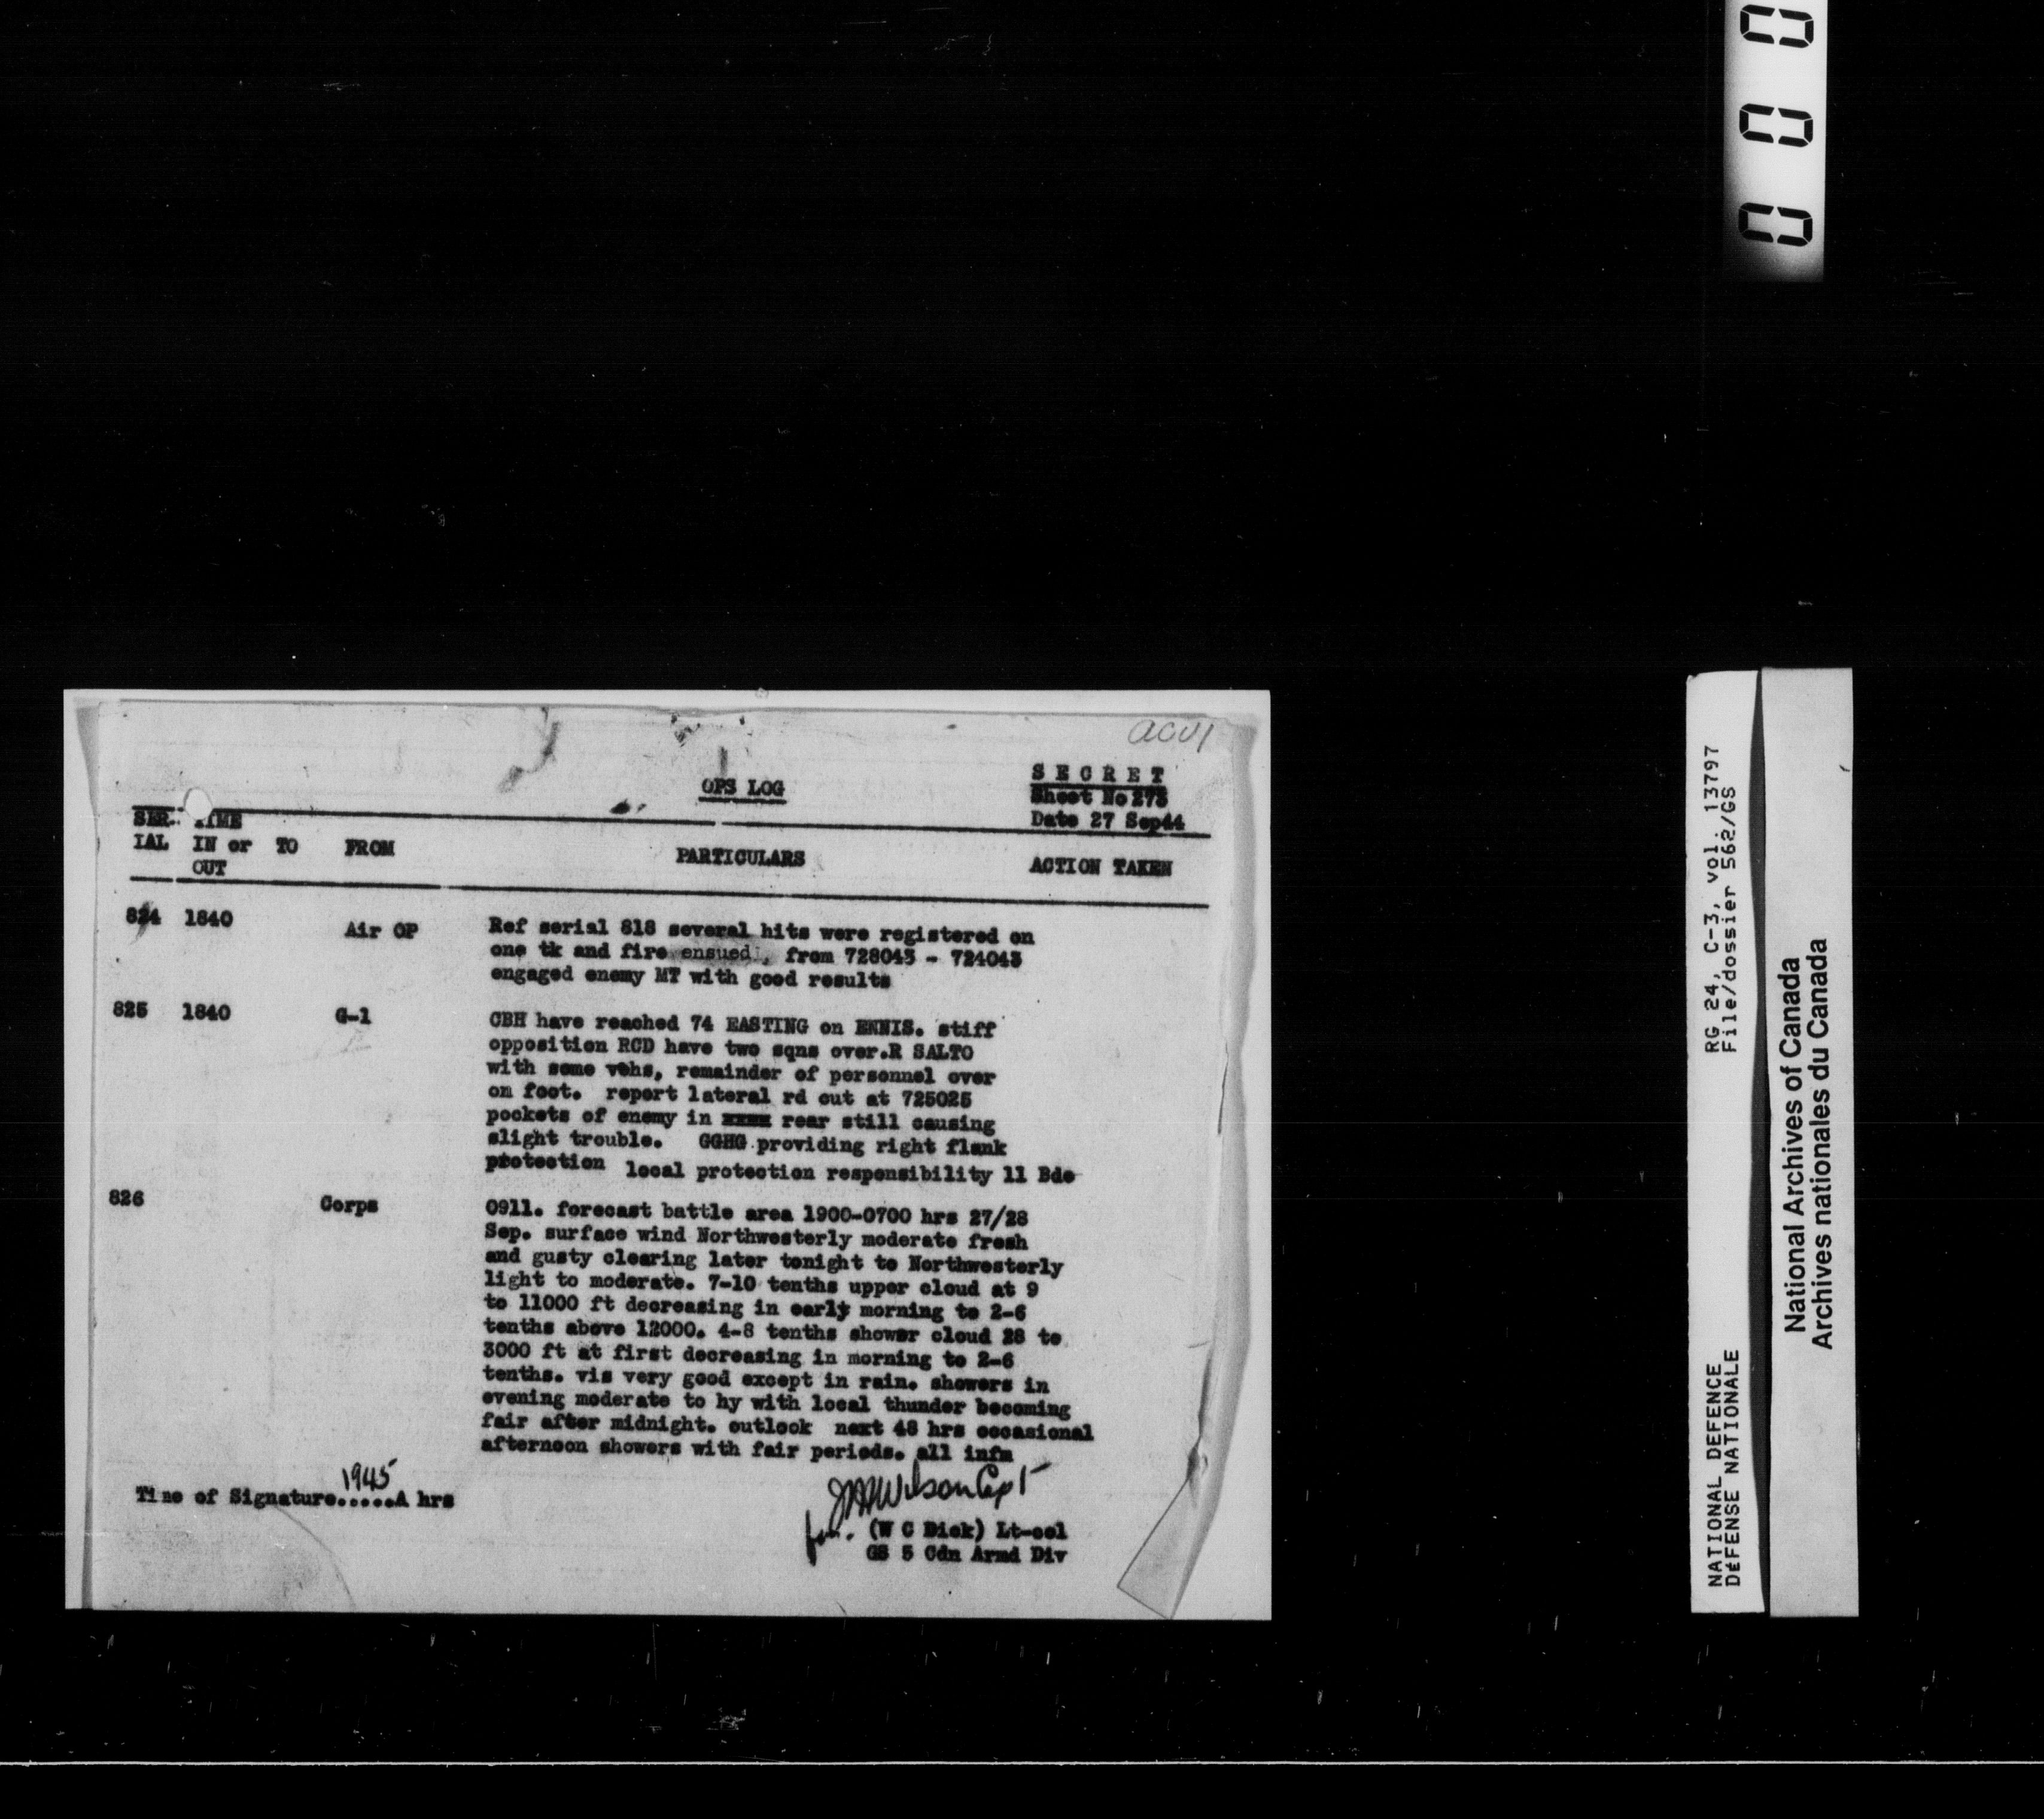 0 0 0
acv1
OPS LOG
S E C R E T
Sheet No 273
Date 27 Sep44
SER. TIME
IAL IN or TO FROM PARTICULARS ACTION TAKEN
OUT
824 1840 Air OP Ref serial 818 several hits were registered on
one tk and fire ensued, from 728043 - 724043
engaged enemy MT with good results
825 1840 G-1 CBH have reached 74 EASTING on ENNIS. stiff
opposition RCD have two sqns over.R SALTO
with some vehs, remainder of personnel over
on foot. report lateral rd cut at 725025
pockets of enemy in rear still causing
slight trouble. GGHG providing right flank
protection local protection responsibility 11 Bde
826 Corps 0911. forecast battle area 1900-0700 hrs 27/28
Sep. surface wind Northwesterly moderate fresh
and gusty clearing later tonight to Northwesterly
light to moderate. 7-10 tenths upper cloud at 9
to 11000 ft decreasing in early morning to 2-6
tenths above 12000. 4-8 tenths shower cloud 28 to
3000 ft at first decreasing in morning to 2-6
tenths. vis very good except in rain. showers in
evening moderate to hy with local thunder becoming
fair after midnight. outlook next 48 hrs occasional
afternoon showers with fair periods. all infm
Time of Signature.....A hrs
1945
Wilson Capt
for. (W C Dick) Lt-col
GS 5 Cdn Armd Div
RG 24, C-3, vol. 13797
File/dossier 562/GS
NATIONAL DEFENCE
DÉFENSE NATIONALE
National Archives of Canada
Archives nationales du Canada